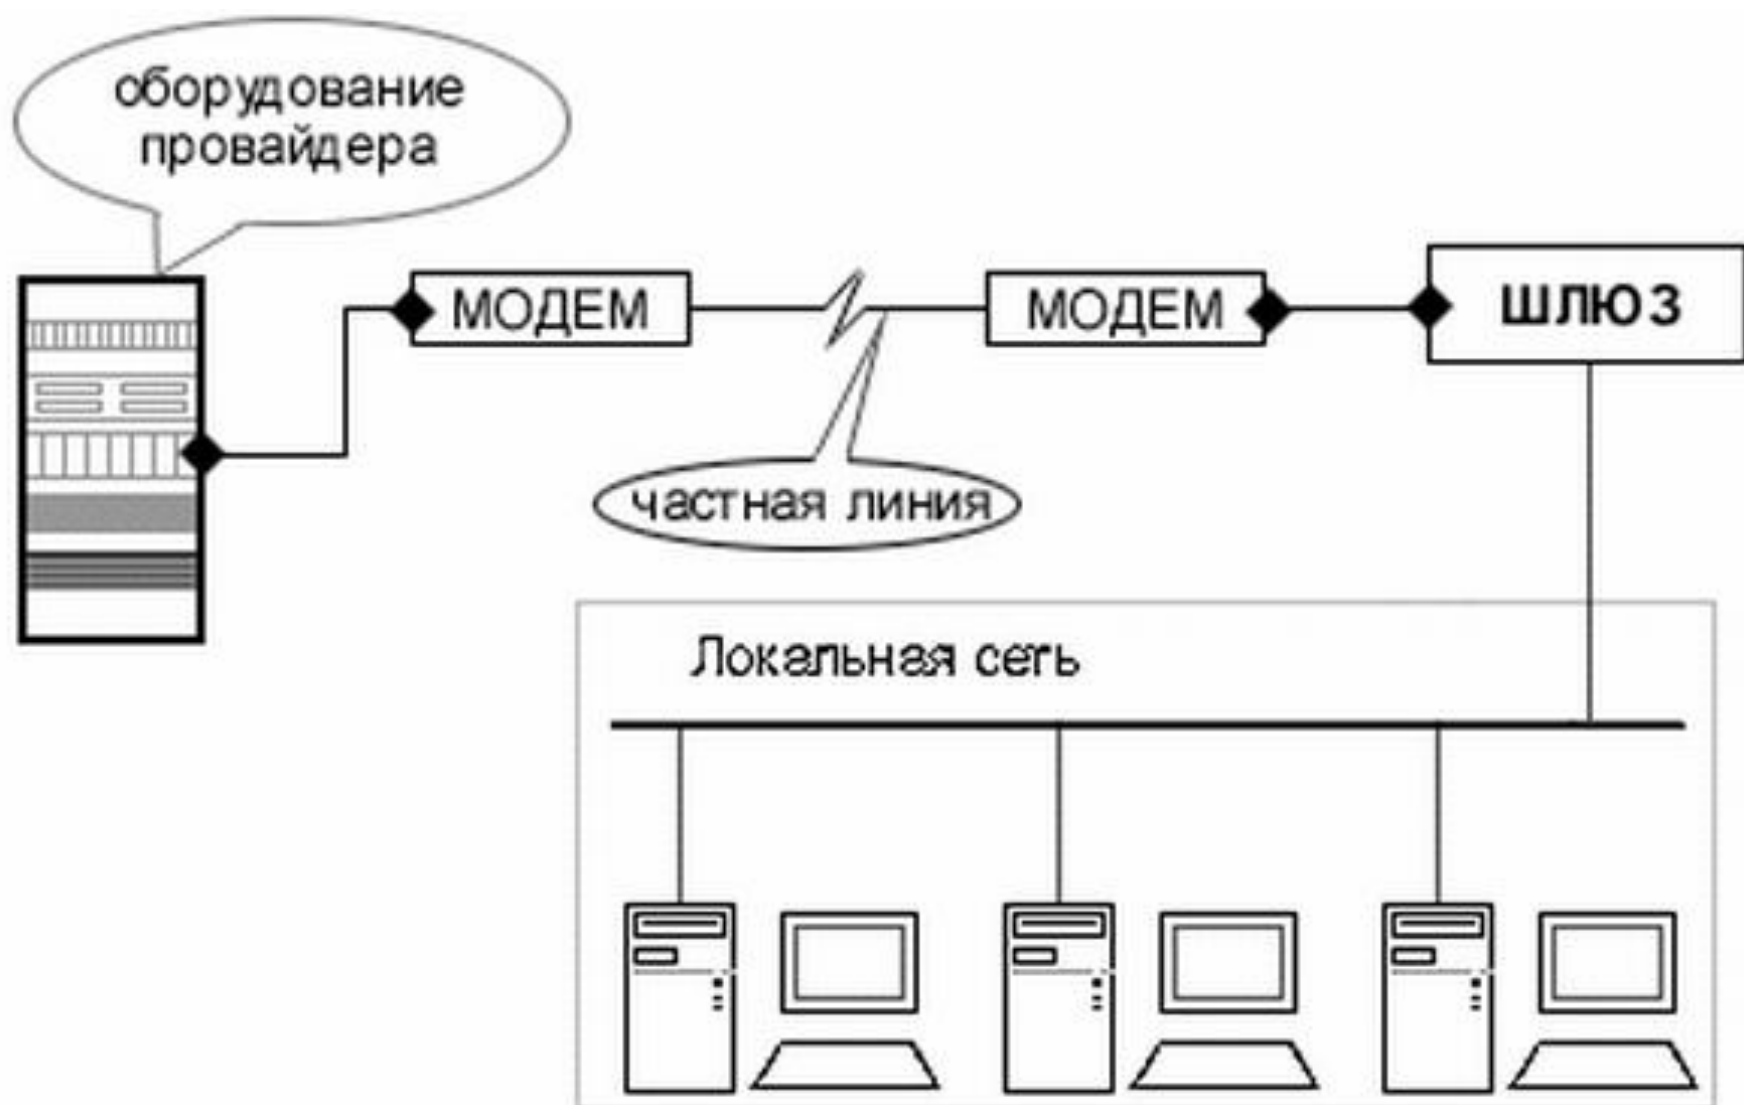 оборудование
провайдера
МОДЕМ
МОДЕМ
ШЛЮЗ
частная линия
Локальная сеть